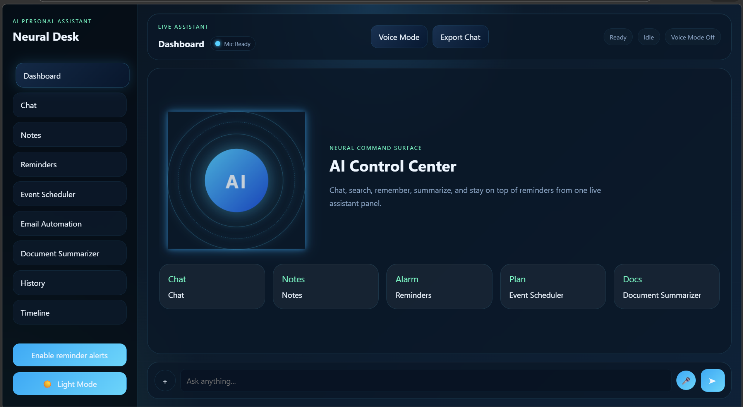 AI PERSONAL ASSISTANT
Neural Desk
Dashboard
Chat
Notes
Reminders
Event Scheduler
Email Automation
Document Summarizer
History
Timeline
Enable reminder alerts
Light Mode
LIVE ASSISTANT
Dashboard
Mic Ready
Voice Mode
Export Chat
Ready
Idle
Voice Mode Off
AI
NEURAL COMMAND SURFACE
AI Control Center
Chat, search, remember, summarize, and stay on top of reminders from one live
assistant panel.
Chat
Chat
Notes
Notes
Alarm
Reminders
Plan
Event Scheduler
Docs
Document Summarizer
+
Ask anything...